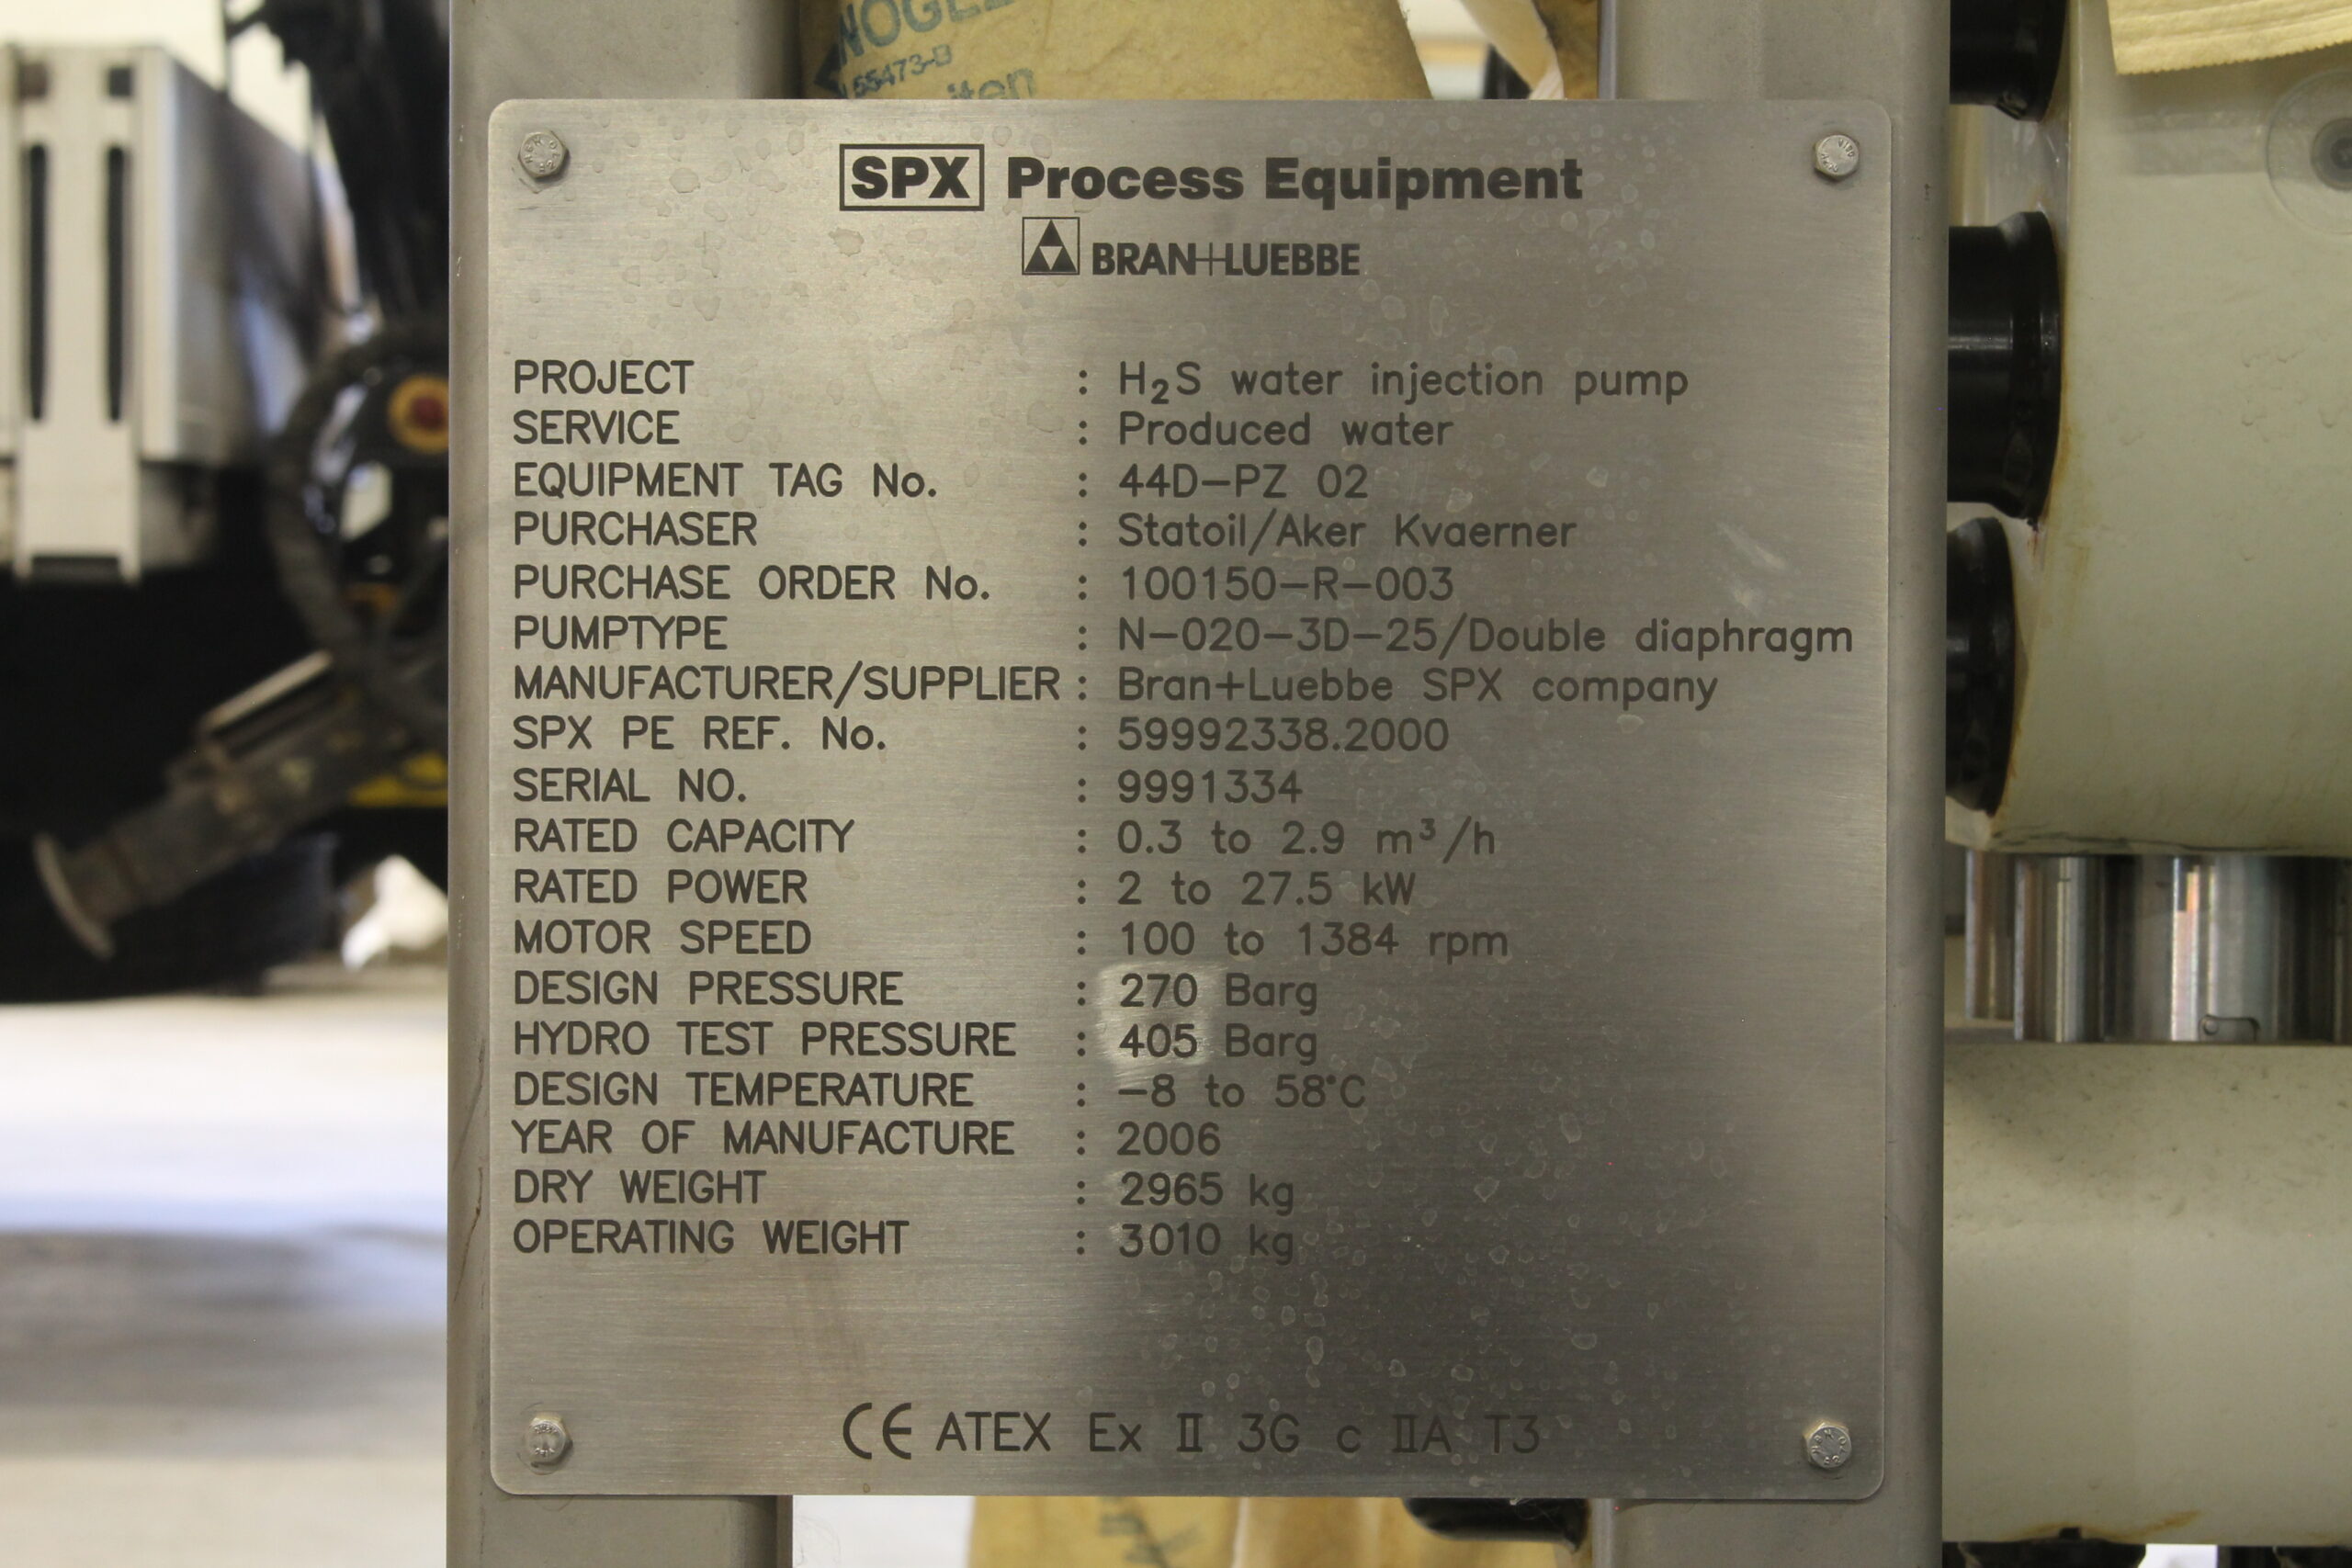 NOGEL
55473-B
iten
SPX Process Equipment
BRAN+LUEBBE
PROJECT : H₂S water injection pump
SERVICE : Produced water
EQUIPMENT TAG No. : 44D-PZ 02
PURCHASER : Statoil/Aker Kvaerner
PURCHASE ORDER No. : 100150-R-003
PUMPTYPE : N-020-3D-25/Double diaphragm
MANUFACTURER/SUPPLIER : Bran+Luebbe SPX company
SPX PE REF. No. : 59992338.2000
SERIAL NO. : 9991334
RATED CAPACITY : 0.3 to 2.9 m³/h
RATED POWER : 2 to 27.5 kW
MOTOR SPEED : 100 to 1384 rpm
DESIGN PRESSURE : 270 Barg
HYDRO TEST PRESSURE : 405 Barg
DESIGN TEMPERATURE : -8 to 58°C
YEAR OF MANUFACTURE : 2006
DRY WEIGHT : 2965 kg
OPERATING WEIGHT : 3010 kg
CE ATEX Ex II 3G c IIA T3